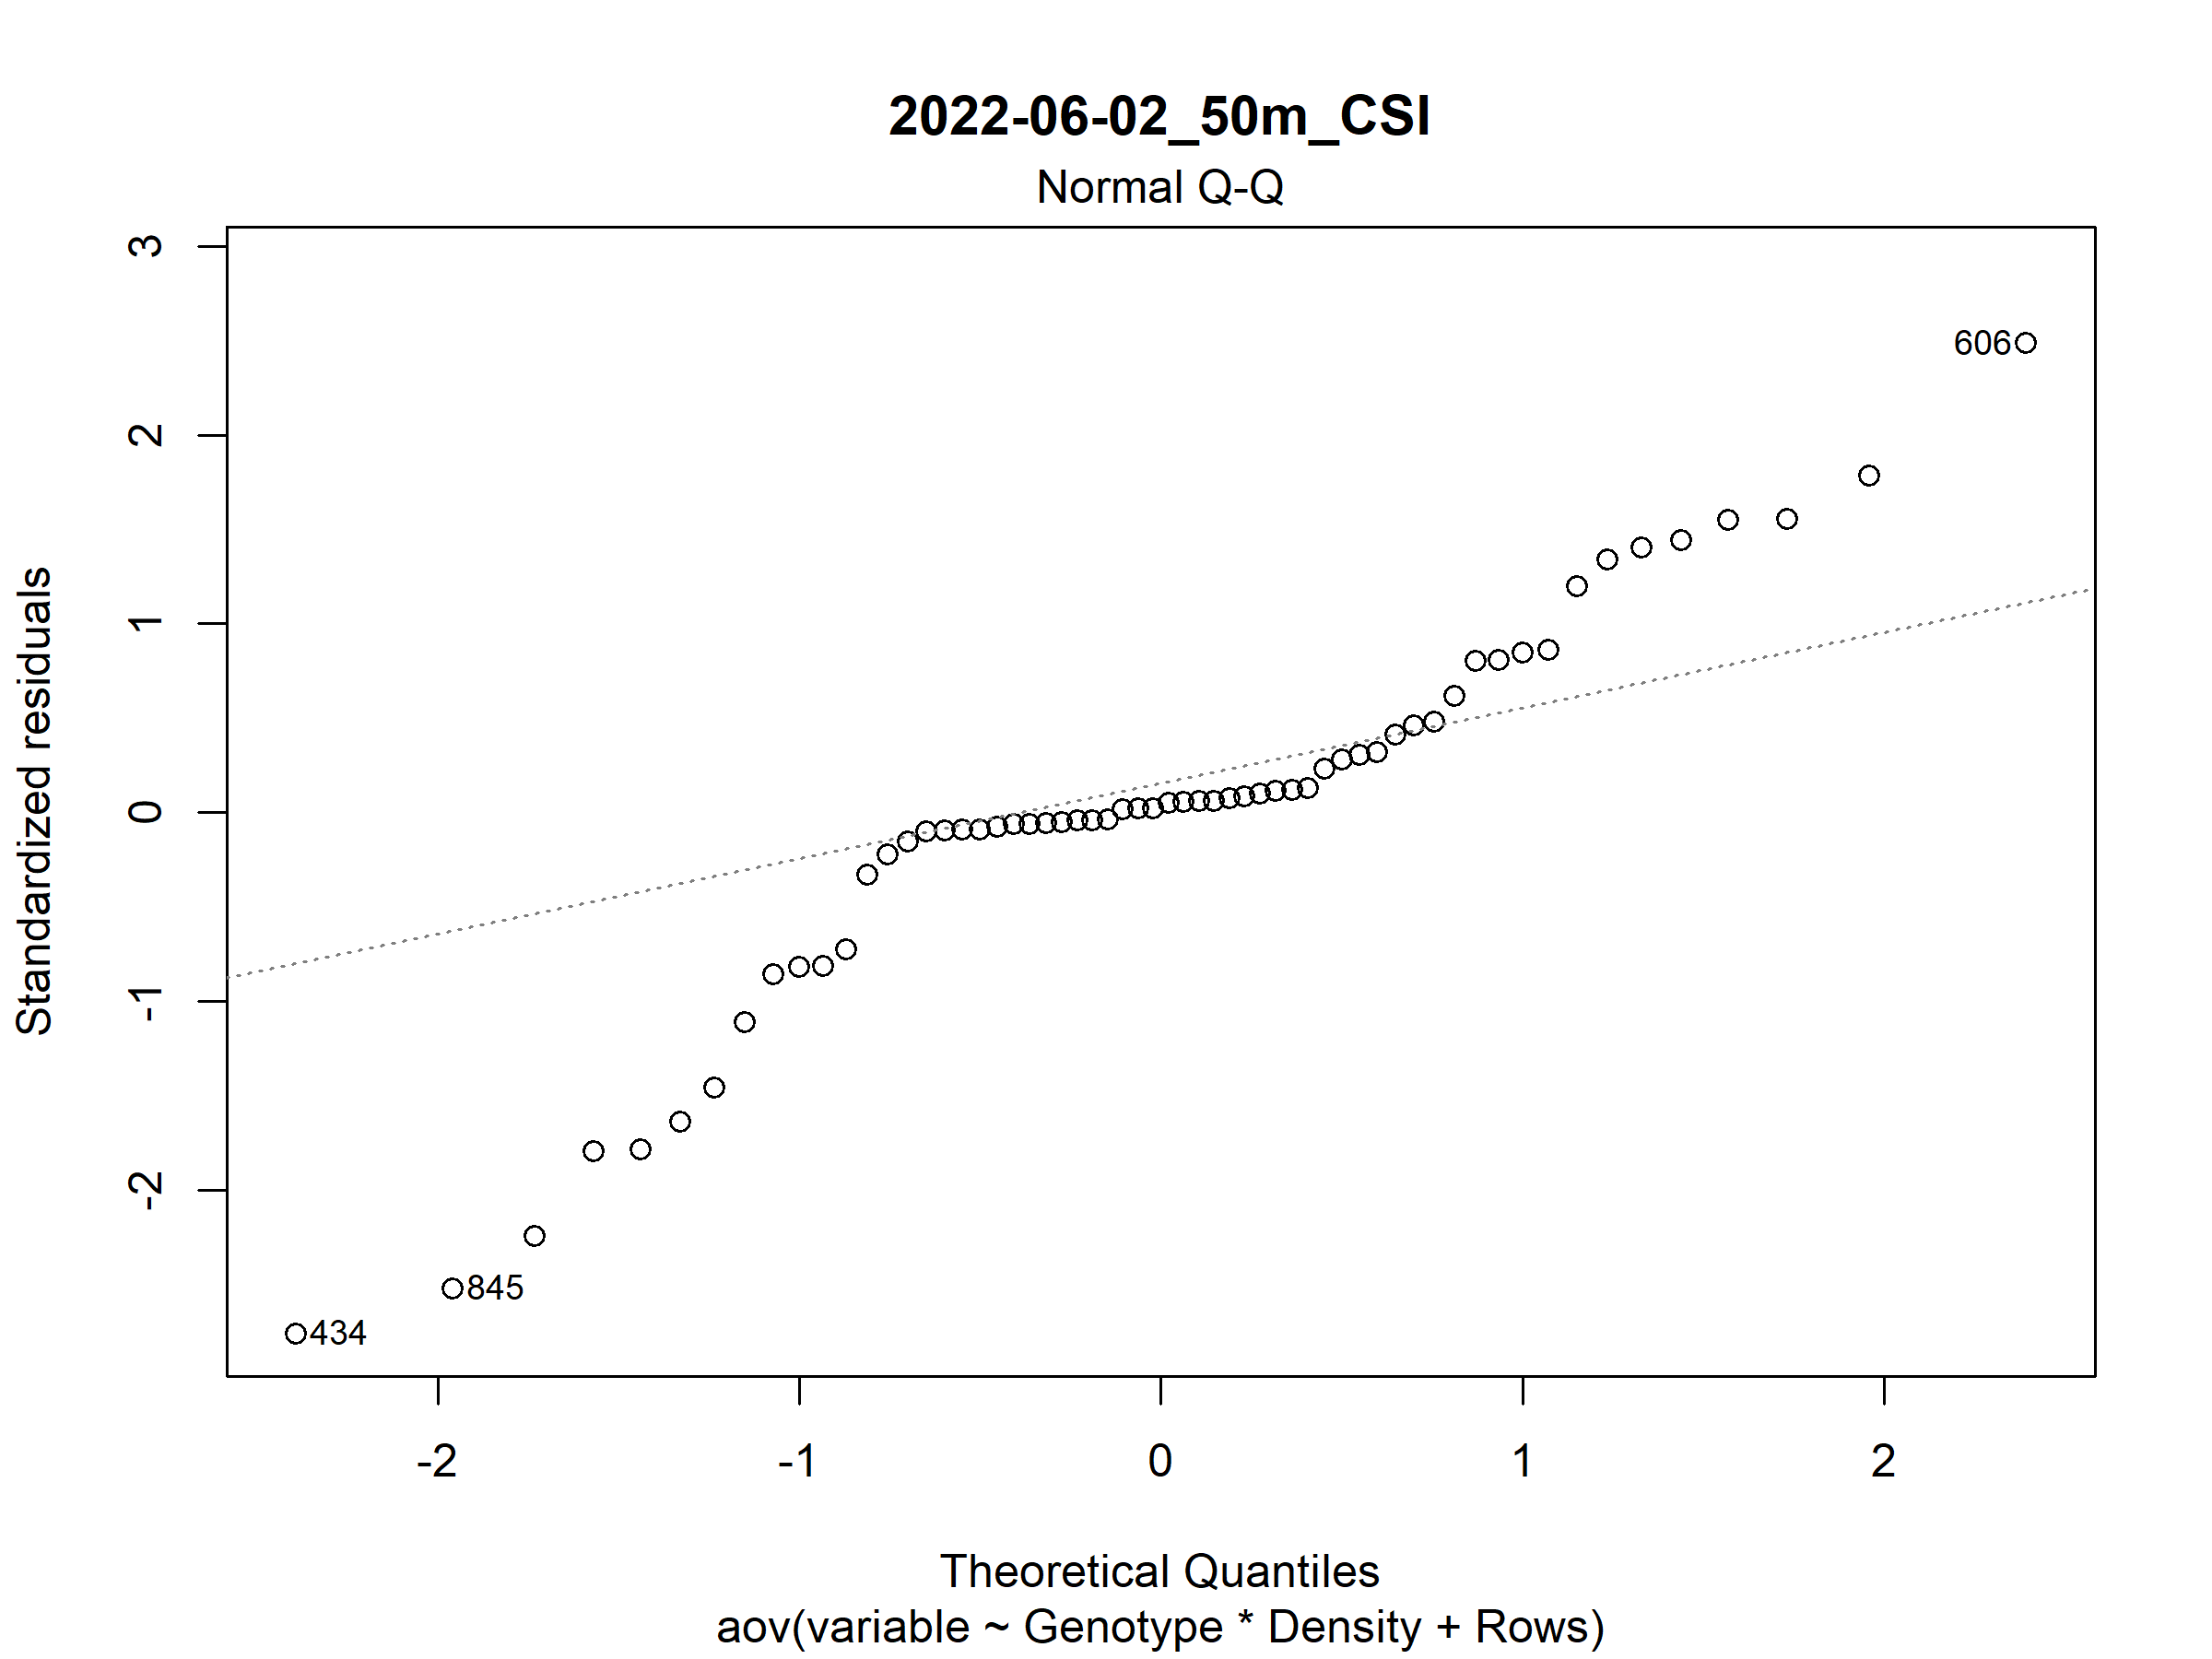 2022-06-02_50m_CSI
Normal Q-Q
3
2
1
0
-1
-2
Standardized residuals
606
845
434
-2
-1
0
1
2
Theoretical Quantiles
aov(variable ~ Genotype * Density + Rows)